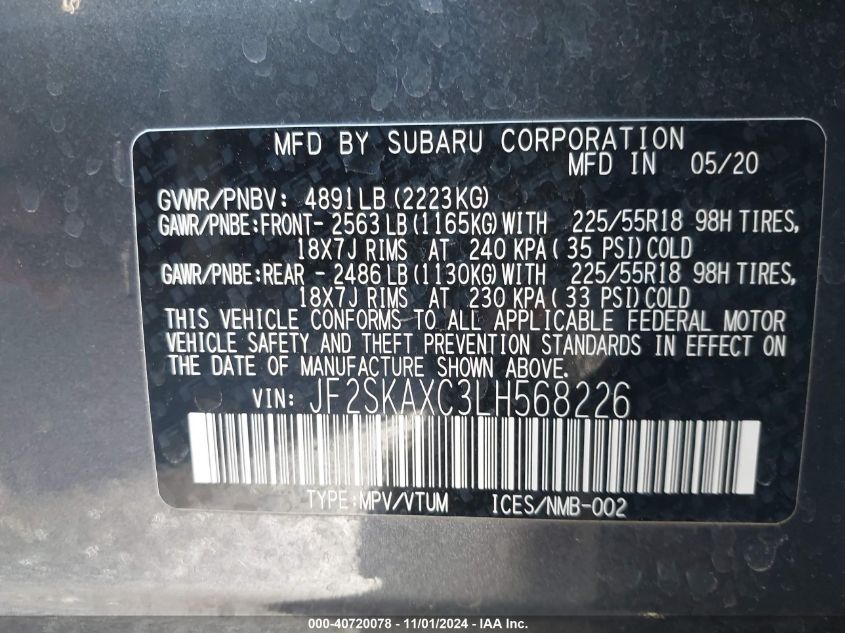 MFD BY SUBARU CORPORATION
MFD IN 05/20
GVWR/PNBV: 4891LB (2223KG)
GAWR/PNBE:FRONT- 2563LB (1165KG)WITH 225/55R18 98H TIRES,
18X7J RIMS AT 240 KPA( 35 PSI)COLD
GAWR/PNBE:REAR - 2486LB (1130KG)WITH 225/55R18 98H TIRES,
18X7J RIMS AT 230 KPA( 33 PSI)COLD
THIS VEHICLE CONFORMS TO ALL APPLICABLE FEDERAL MOTOR
VEHICLE SAFETY AND THEFT PREVENTION STANDARDS IN EFFECT ON
THE DATE OF MANUFACTURE SHOWN ABOVE.
VIN: JF2SKAXC3LH568226
TYPE:MPV/VTUM ICES/NMB-002
000-40720078 - 11/01/2024 - IAA Inc.